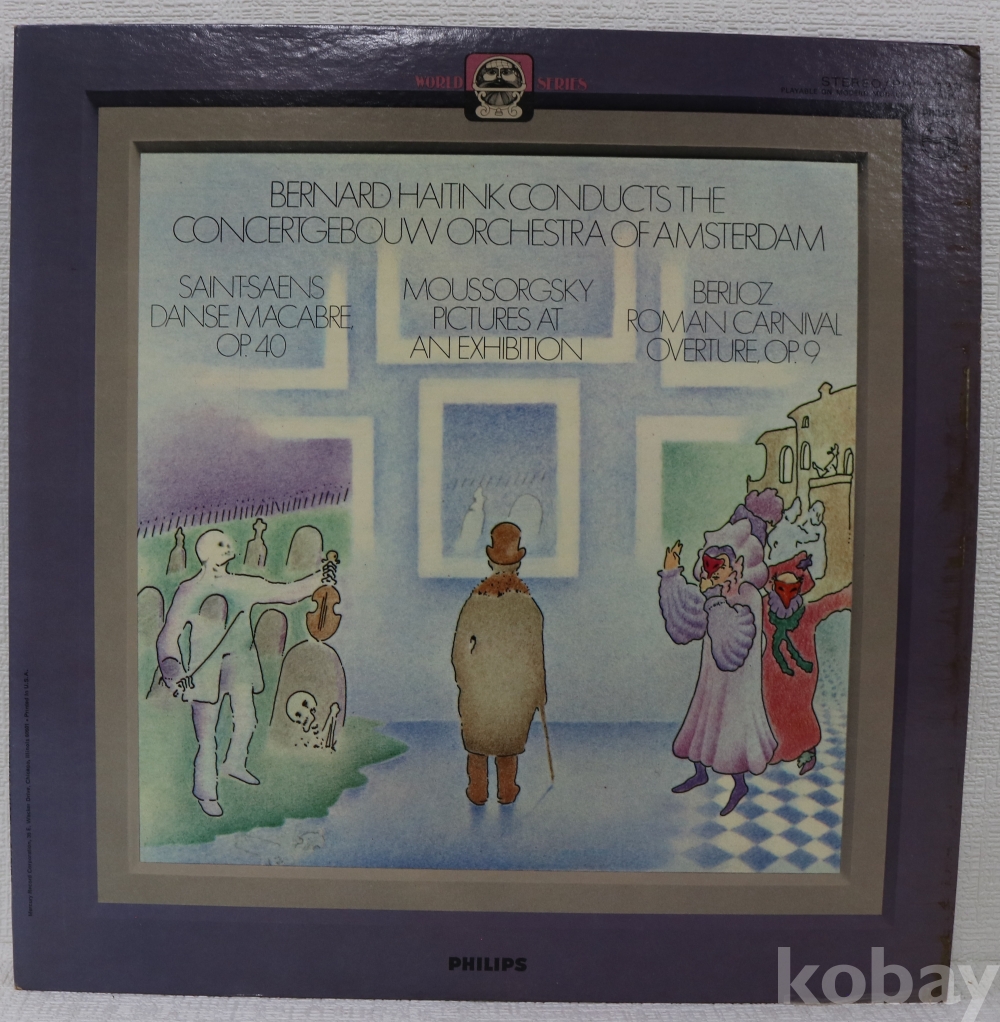 WORLD SERIES
STEREO
BERNARD HAITINK CONDUCTS THE
CONCERTGEBOUW ORCHESTRA OF AMSTERDAM
SAINT-SAENS
DANSE MACABRE,
OP. 40
MOUSSORGSKY
PICTURES AT
AN EXHIBITION
BERLIOZ
ROMAN CARNIVAL
OVERTURE, OP. 9
PHILIPS
kobay